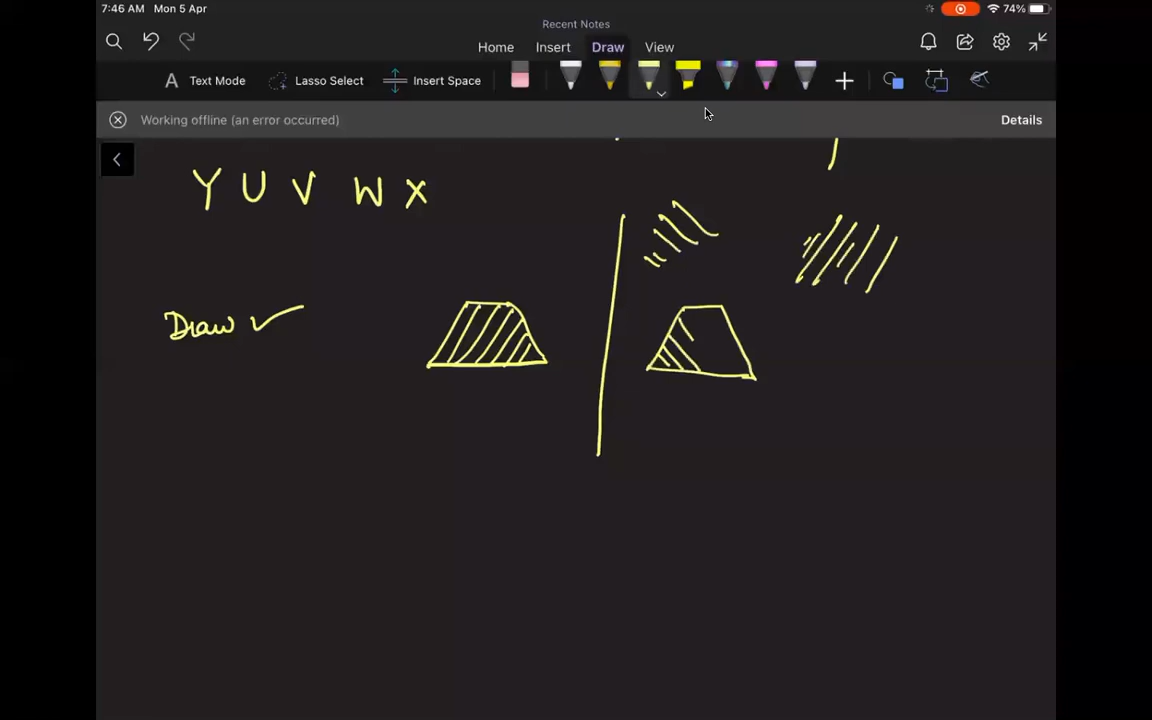 7:46 AM Mon 5 Apr
74%
Recent Notes
Home Insert Draw View
A Text Mode Lasso Select Insert Space
Working offline (an error occurred) Details
Y U V W X
Draw